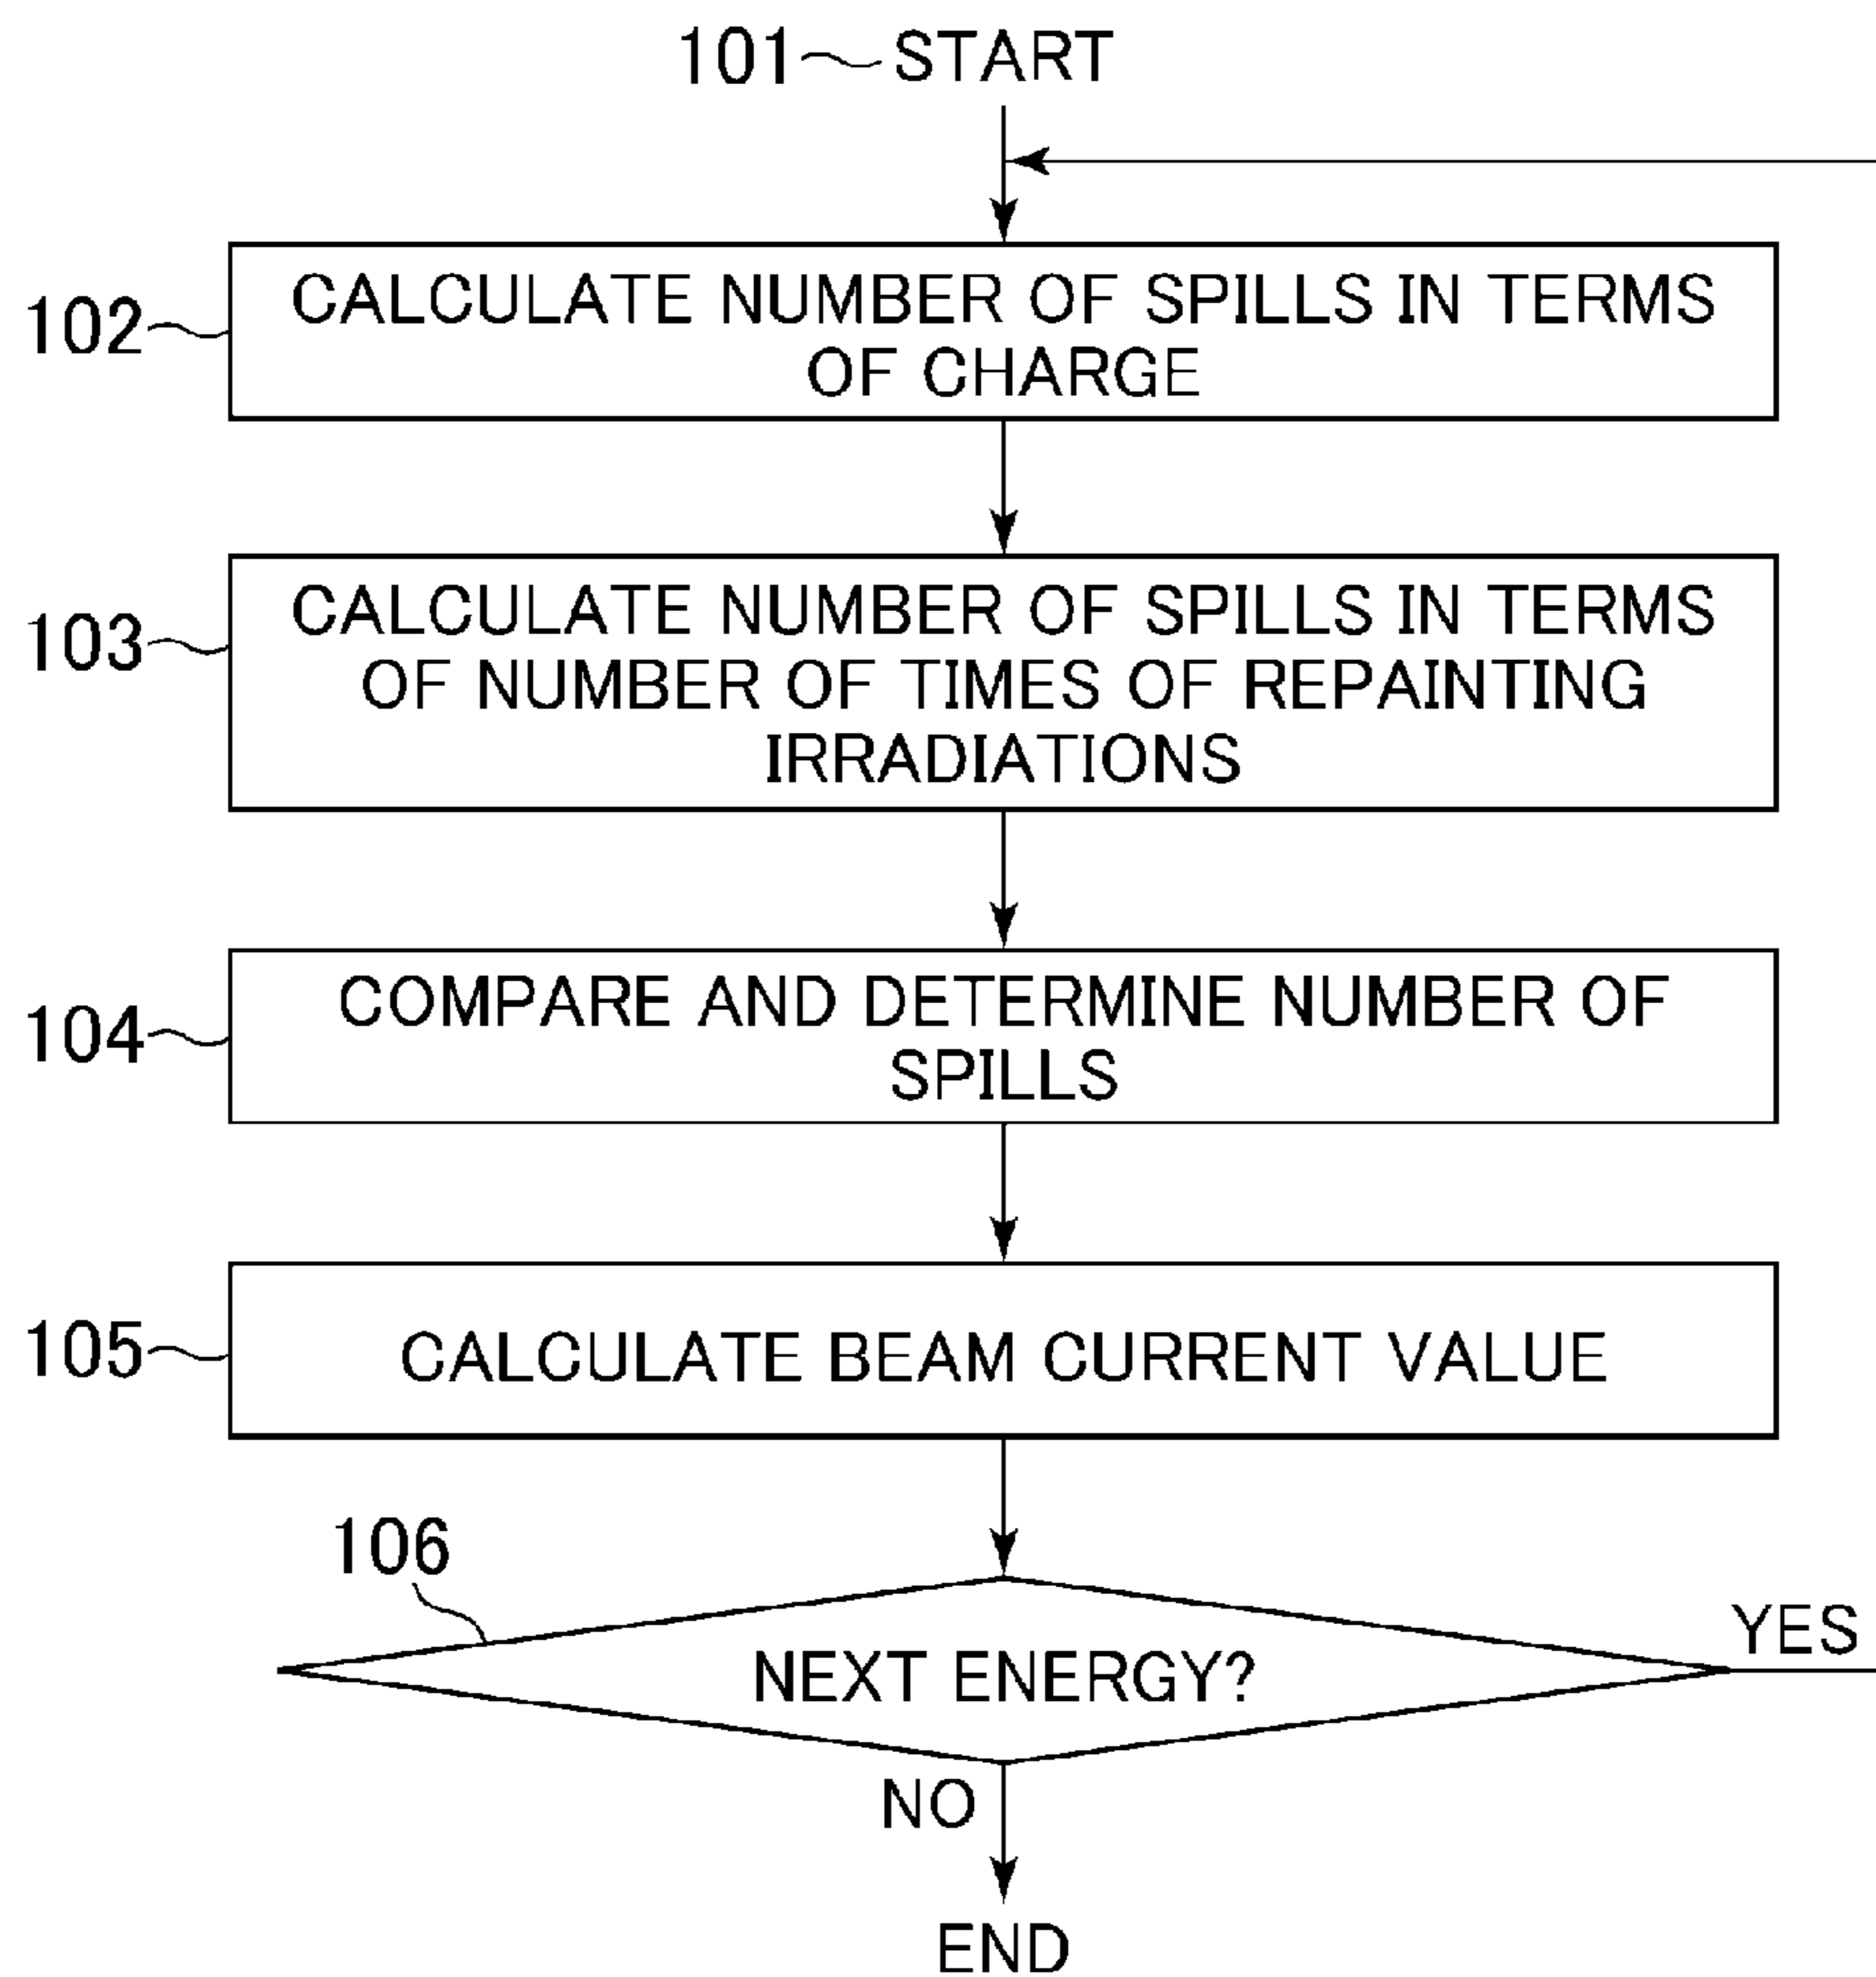 101 START
102
CALCULATE NUMBER OF SPILLS IN TERMS
OF CHARGE
103
CALCULATE NUMBER OF SPILLS IN TERMS
OF NUMBER OF TIMES OF REPAINTING
IRRADIATIONS
104
COMPARE AND DETERMINE NUMBER OF
SPILLS
105
CALCULATE BEAM CURRENT VALUE
106
NEXT ENERGY?
YES
NO
END